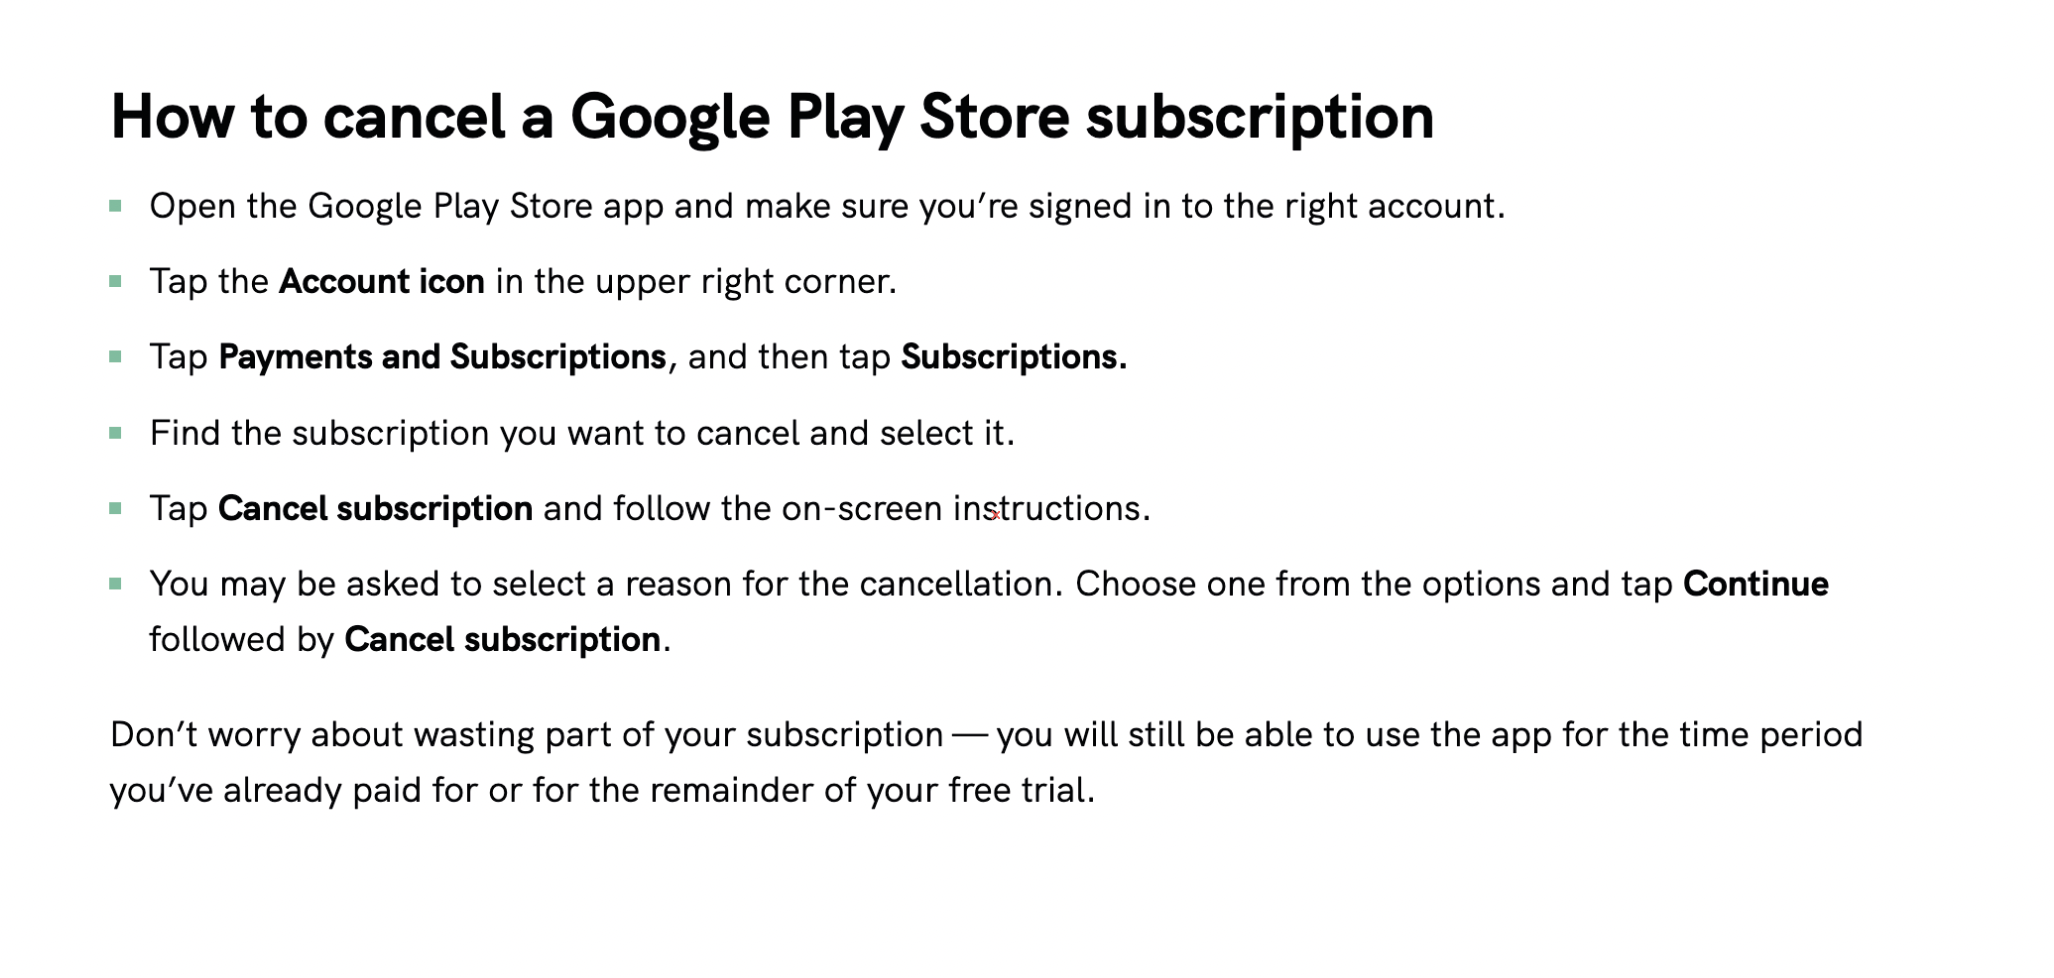 How to cancel a Google Play Store subscription
Open the Google Play Store app and make sure you’re signed in to the right account.
Tap the Account icon in the upper right corner.
Tap Payments and Subscriptions, and then tap Subscriptions.
Find the subscription you want to cancel and select it.
Tap Cancel subscription and follow the on-screen instructions.
You may be asked to select a reason for the cancellation. Choose one from the options and tap Continue
followed by Cancel subscription.
Don’t worry about wasting part of your subscription — you will still be able to use the app for the time period
you’ve already paid for or for the remainder of your free trial.